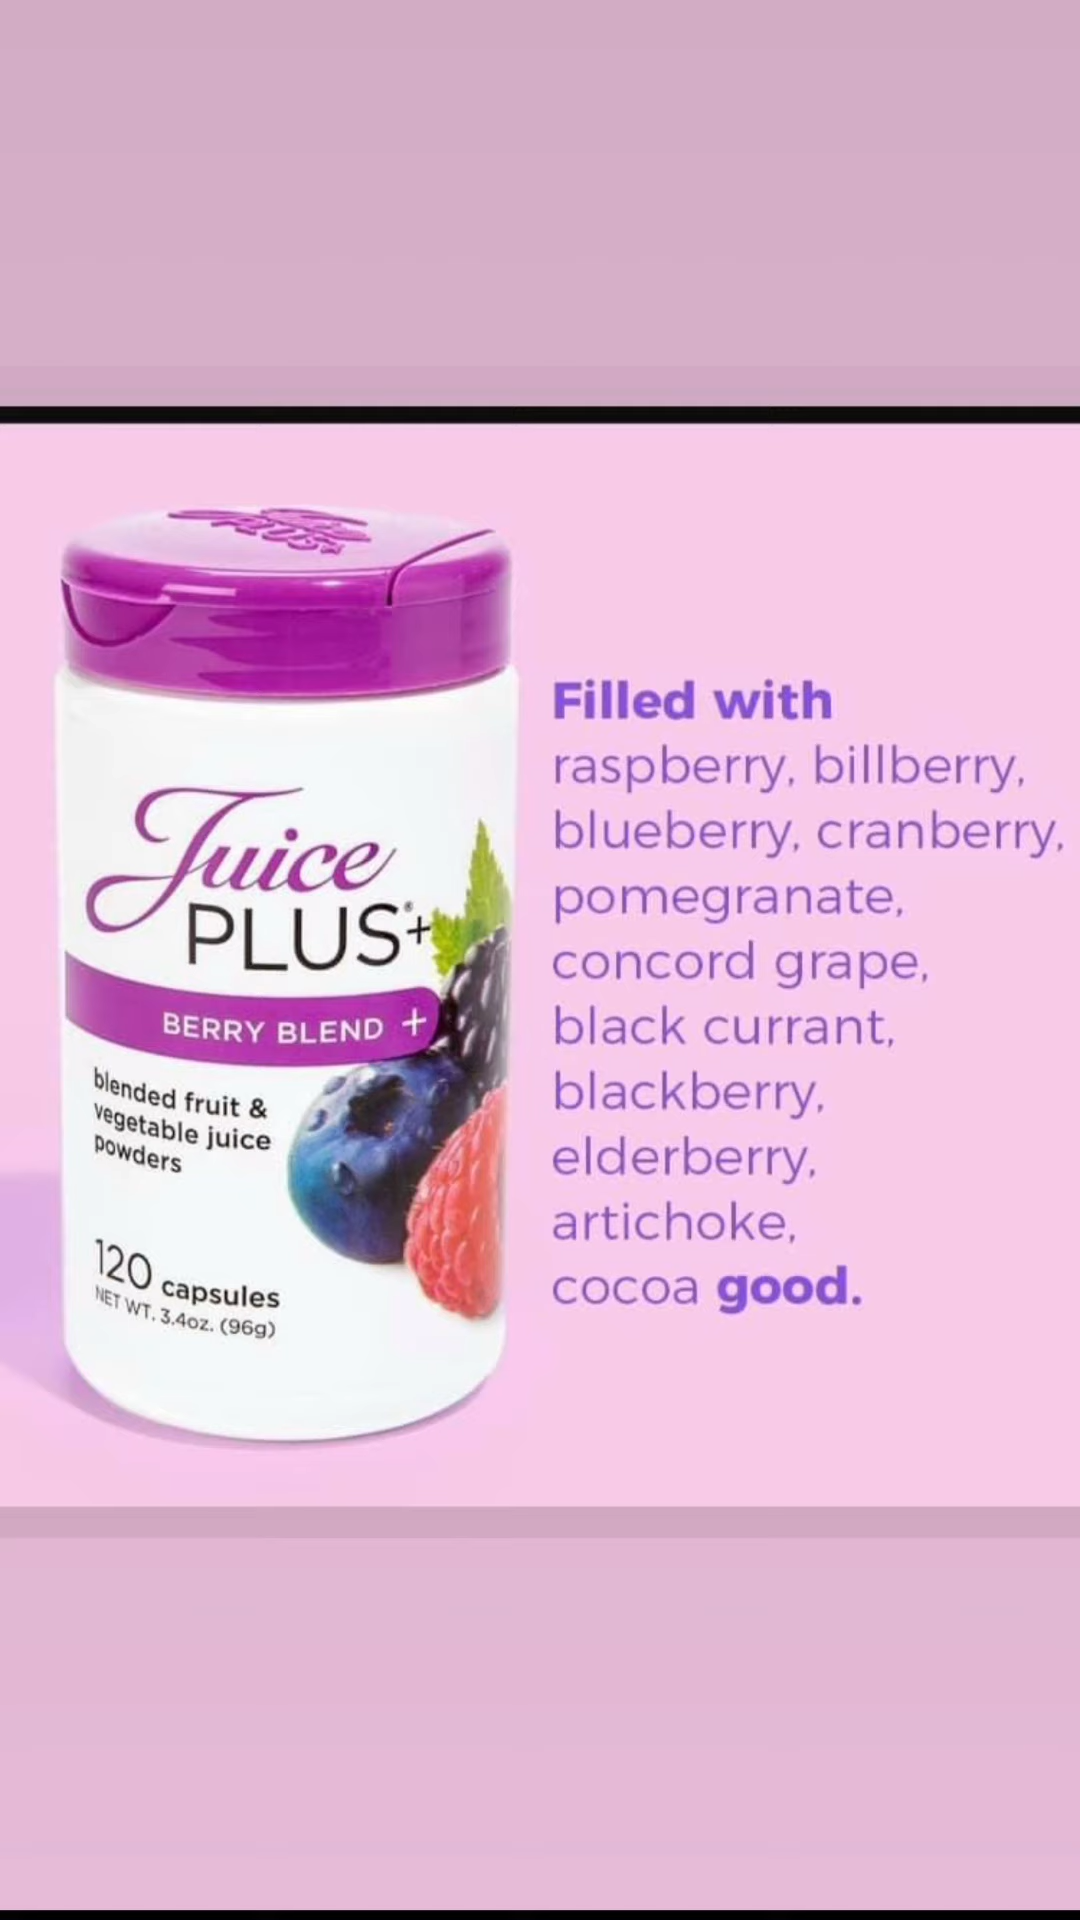 Juice
PLUS®+
BERRY BLEND +
blended fruit &
vegetable juice
powders
120 capsules
NET WT. 3.4oz. (96g)
Filled with
raspberry, billberry,
blueberry, cranberry,
pomegranate,
concord grape,
black currant,
blackberry,
elderberry,
artichoke,
cocoa good.